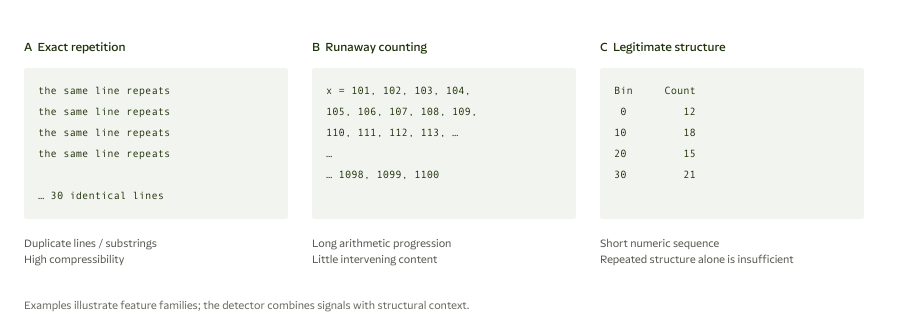 A Exact repetition
the same line repeats
the same line repeats
the same line repeats
the same line repeats
… 30 identical lines
Duplicate lines / substrings
High compressibility
B Runaway counting
x = 101, 102, 103, 104,
105, 106, 107, 108, 109,
110, 111, 112, 113, …
…
… 1098, 1099, 1100
Long arithmetic progression
Little intervening content
C Legitimate structure
Bin Count
0 12
10 18
20 15
30 21
Short numeric sequence
Repeated structure alone is insufficient
Examples illustrate feature families; the detector combines signals with structural context.